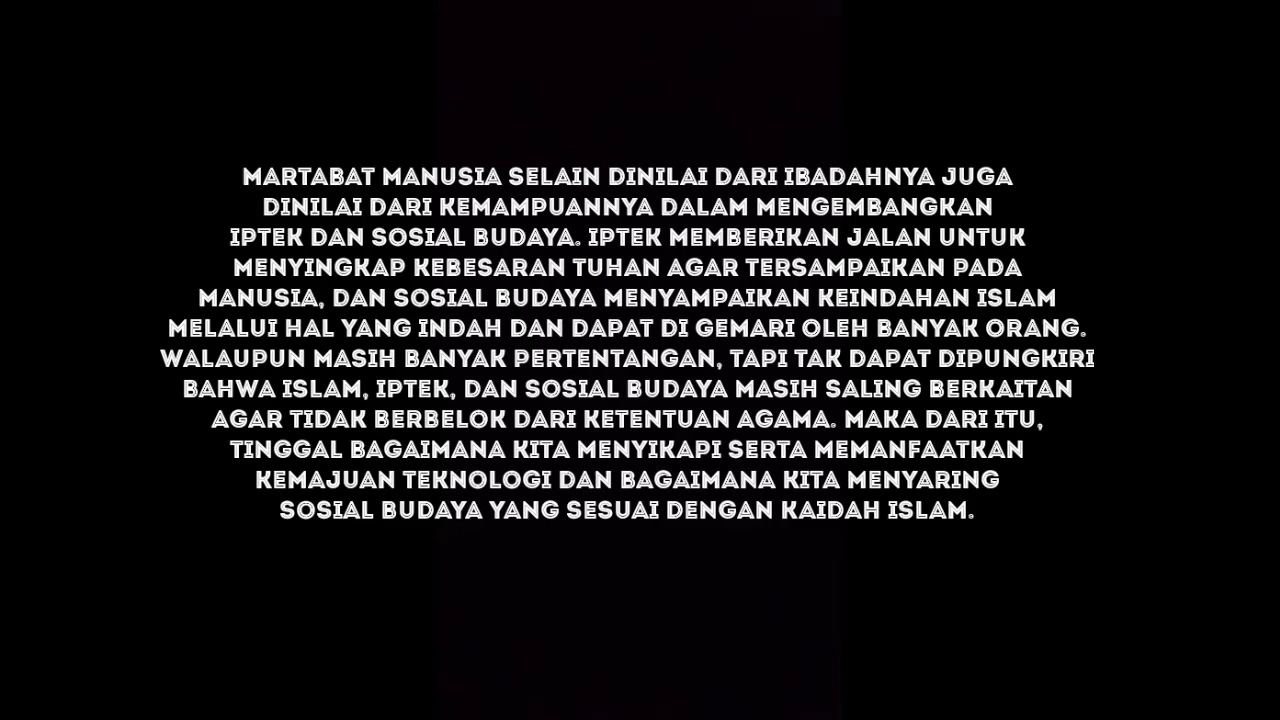 MARTABAT MANUSIA SELAIN DINILAI DARI IBADAHNYA JUGA
DINILAI DARI KEMAMPUANNYA DALAM MENGEMBANGKAN
IPTEK DAN SOSIAL BUDAYA. IPTEK MEMBERIKAN JALAN UNTUK
MENYINGKAP KEBESARAN TUHAN AGAR TERSAMPAIKAN PADA
MANUSIA, DAN SOSIAL BUDAYA MENYAMPAIKAN KEINDAHAN ISLAM
MELALUI HAL YANG INDAH DAN DAPAT DI GEMARI OLEH BANYAK ORANG.
WALAUPUN MASIH BANYAK PERTENTANGAN, TAPI TAK DAPAT DIPUNGKIRI
BAHWA ISLAM, IPTEK, DAN SOSIAL BUDAYA MASIH SALING BERKAITAN
AGAR TIDAK BERBELOK DARI KETENTUAN AGAMA. MAKA DARI ITU,
TINGGAL BAGAIMANA KITA MENYIKAPI SERTA MEMANFAATKAN
KEMAJUAN TEKNOLOGI DAN BAGAIMANA KITA MENYARING
SOSIAL BUDAYA YANG SESUAI DENGAN KAIDAH ISLAM.